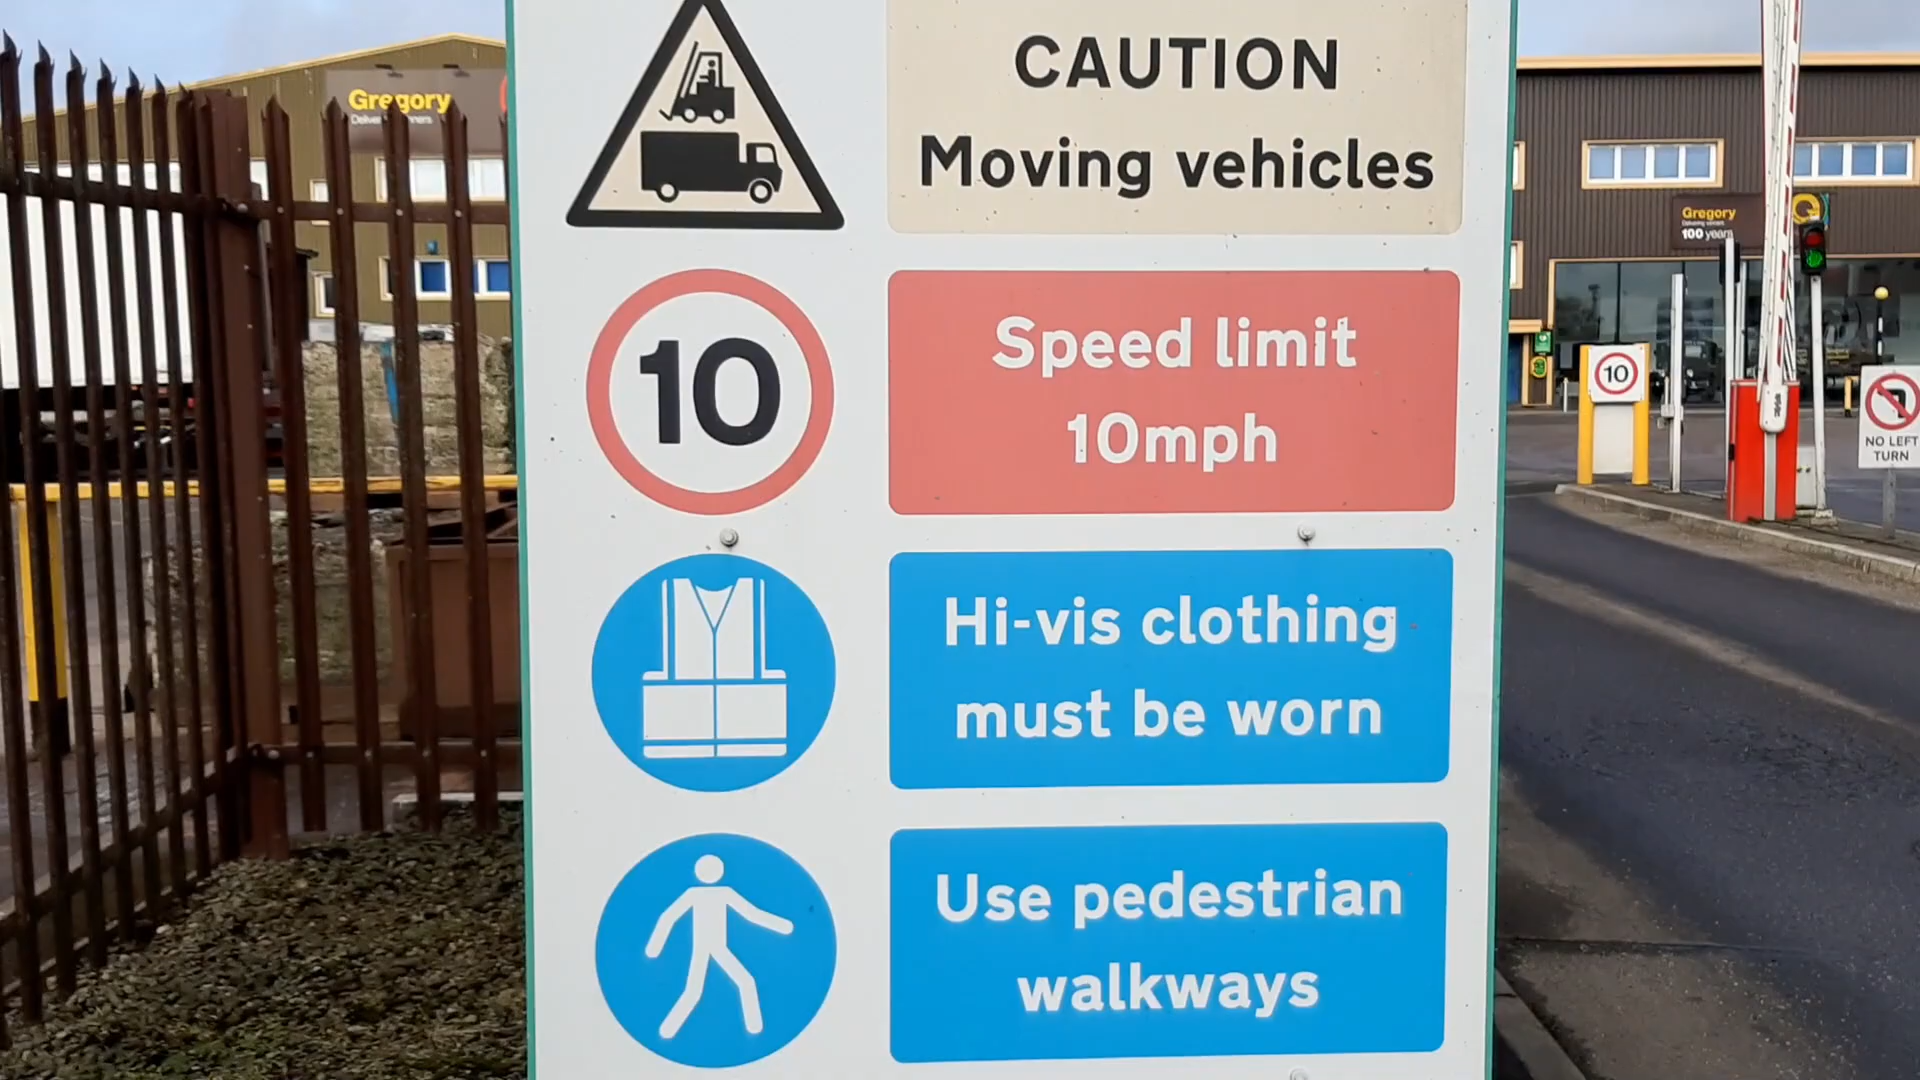 CAUTION
Moving vehicles
10
Speed limit
10mph
Hi-vis clothing
must be worn
Use pedestrian
walkways
Gregory
Gregory
100 years
10
NO LEFT
TURN